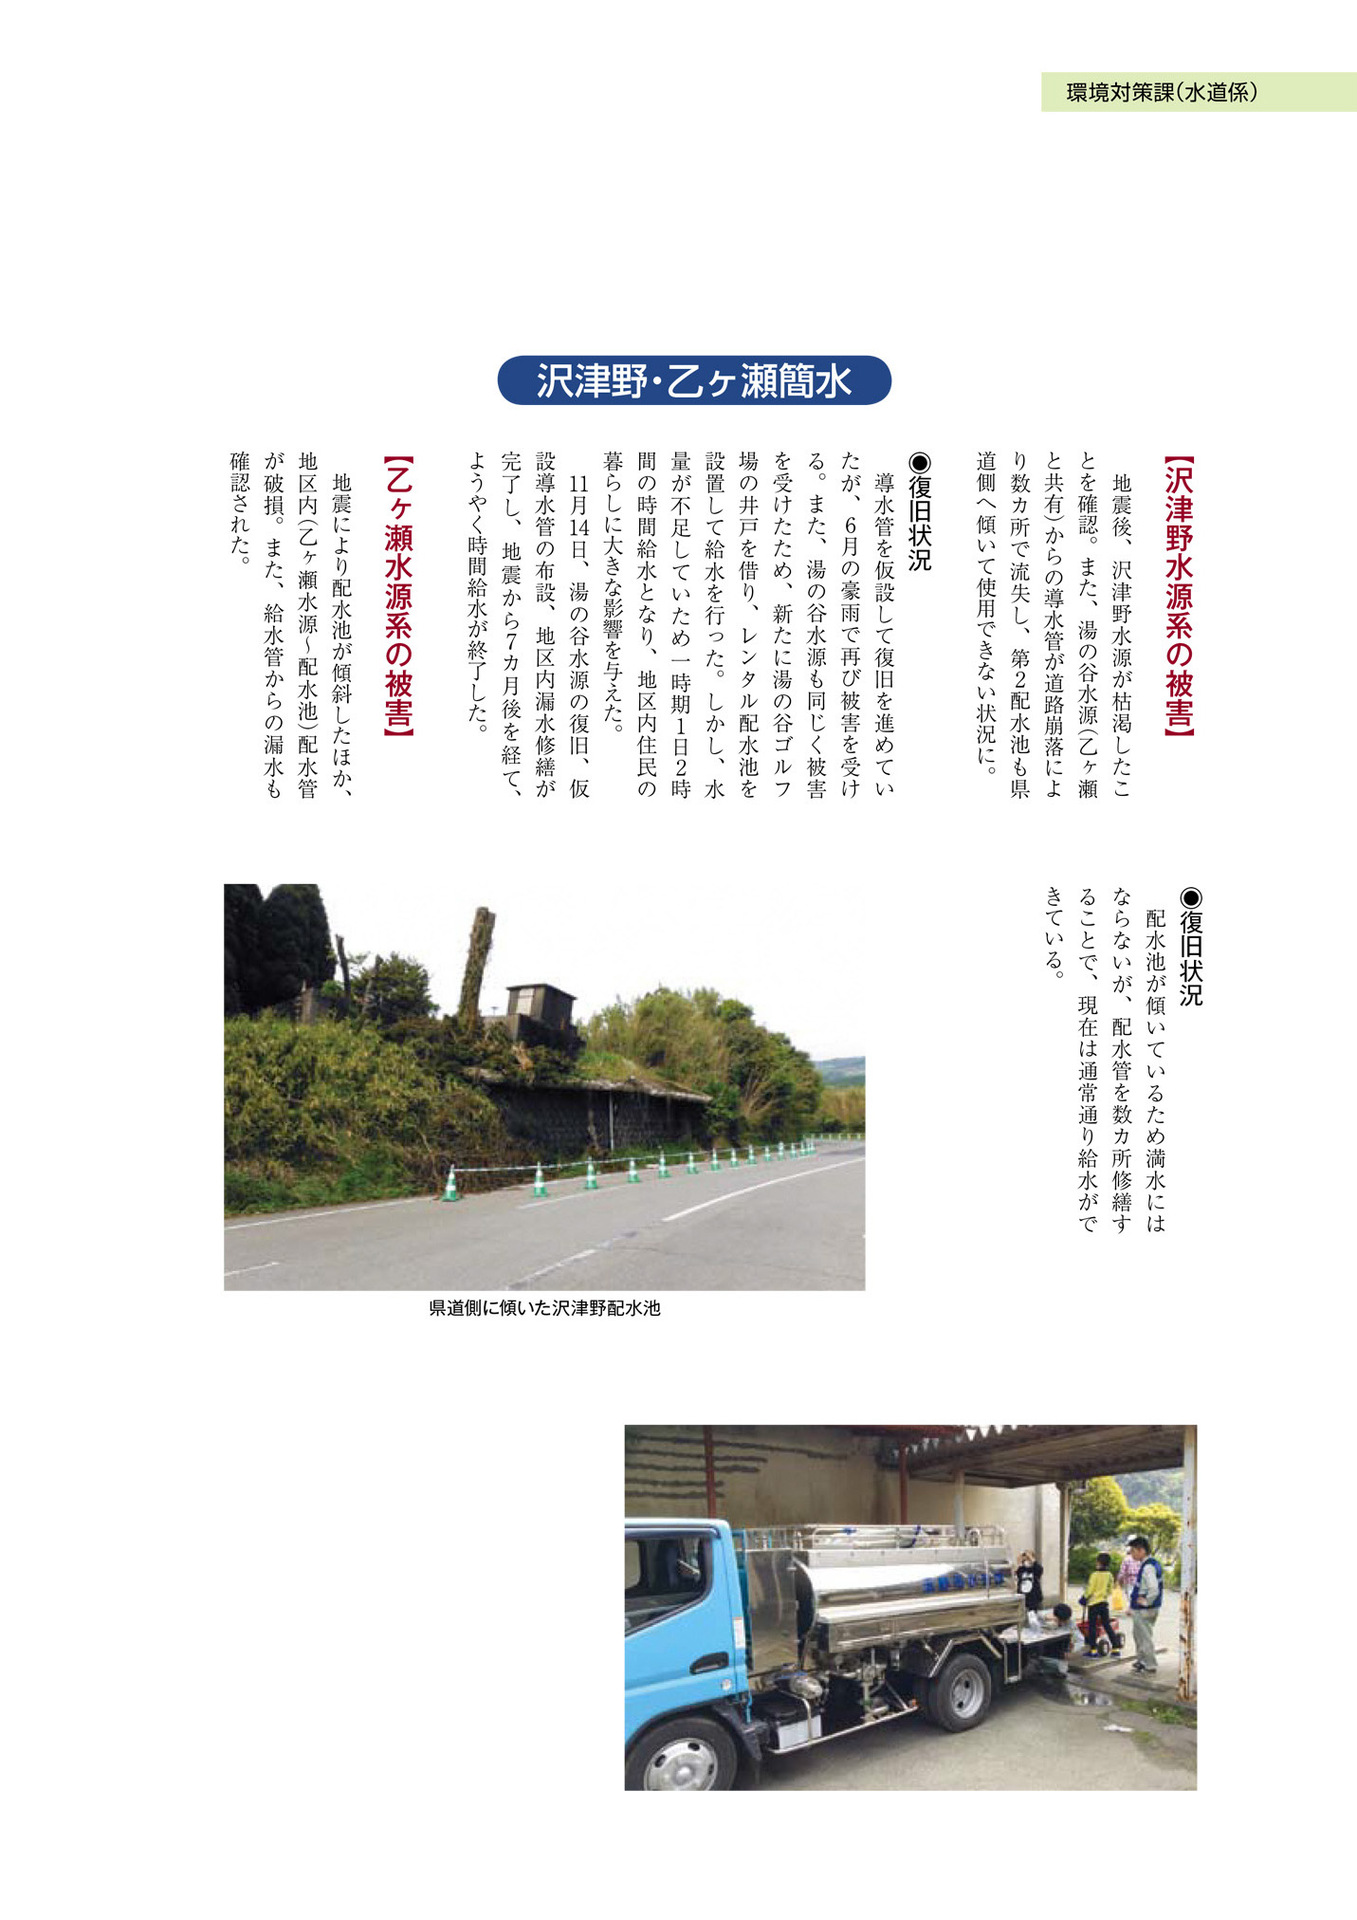 環境対策課（水道係）
沢津野・乙ヶ瀬簡水
【沢津野水源系の被害】
地震後、沢津野水源が枯渇したこ
とを確認。また、湯の谷水源（乙ヶ瀬
と共有）からの導水管が道路崩落によ
り数カ所で流失し、第２配水池も県
道側へ傾いて使用できない状況に。
◉復旧状況
導水管を仮設して復旧を進めてい
たが、６月の豪雨で再び被害を受け
る。また、湯の谷水源も同じく被害
を受けたため、新たに湯の谷ゴルフ
場の井戸を借り、レンタル配水池を
設置して給水を行った。しかし、水
量が不足していため一時期１日２時
間の時間給水となり、地区内住民の
暮らしに大きな影響を与えた。
11月14日、湯の谷水源の復旧、仮
設導水管の布設、地区内漏水修繕が
完了し、地震から７カ月後を経て、
ようやく時間給水が終了した。
【乙ヶ瀬水源系の被害】
地震により配水池が傾斜したほか、
地区内（乙ヶ瀬水源～配水池）配水管
が破損。また、給水管からの漏水も
確認された。
◉復旧状況
配水池が傾いているため満水には
ならないが、配水管を数カ所修繕す
ることで、現在は通常通り給水がで
きている。
県道側に傾いた沢津野配水池